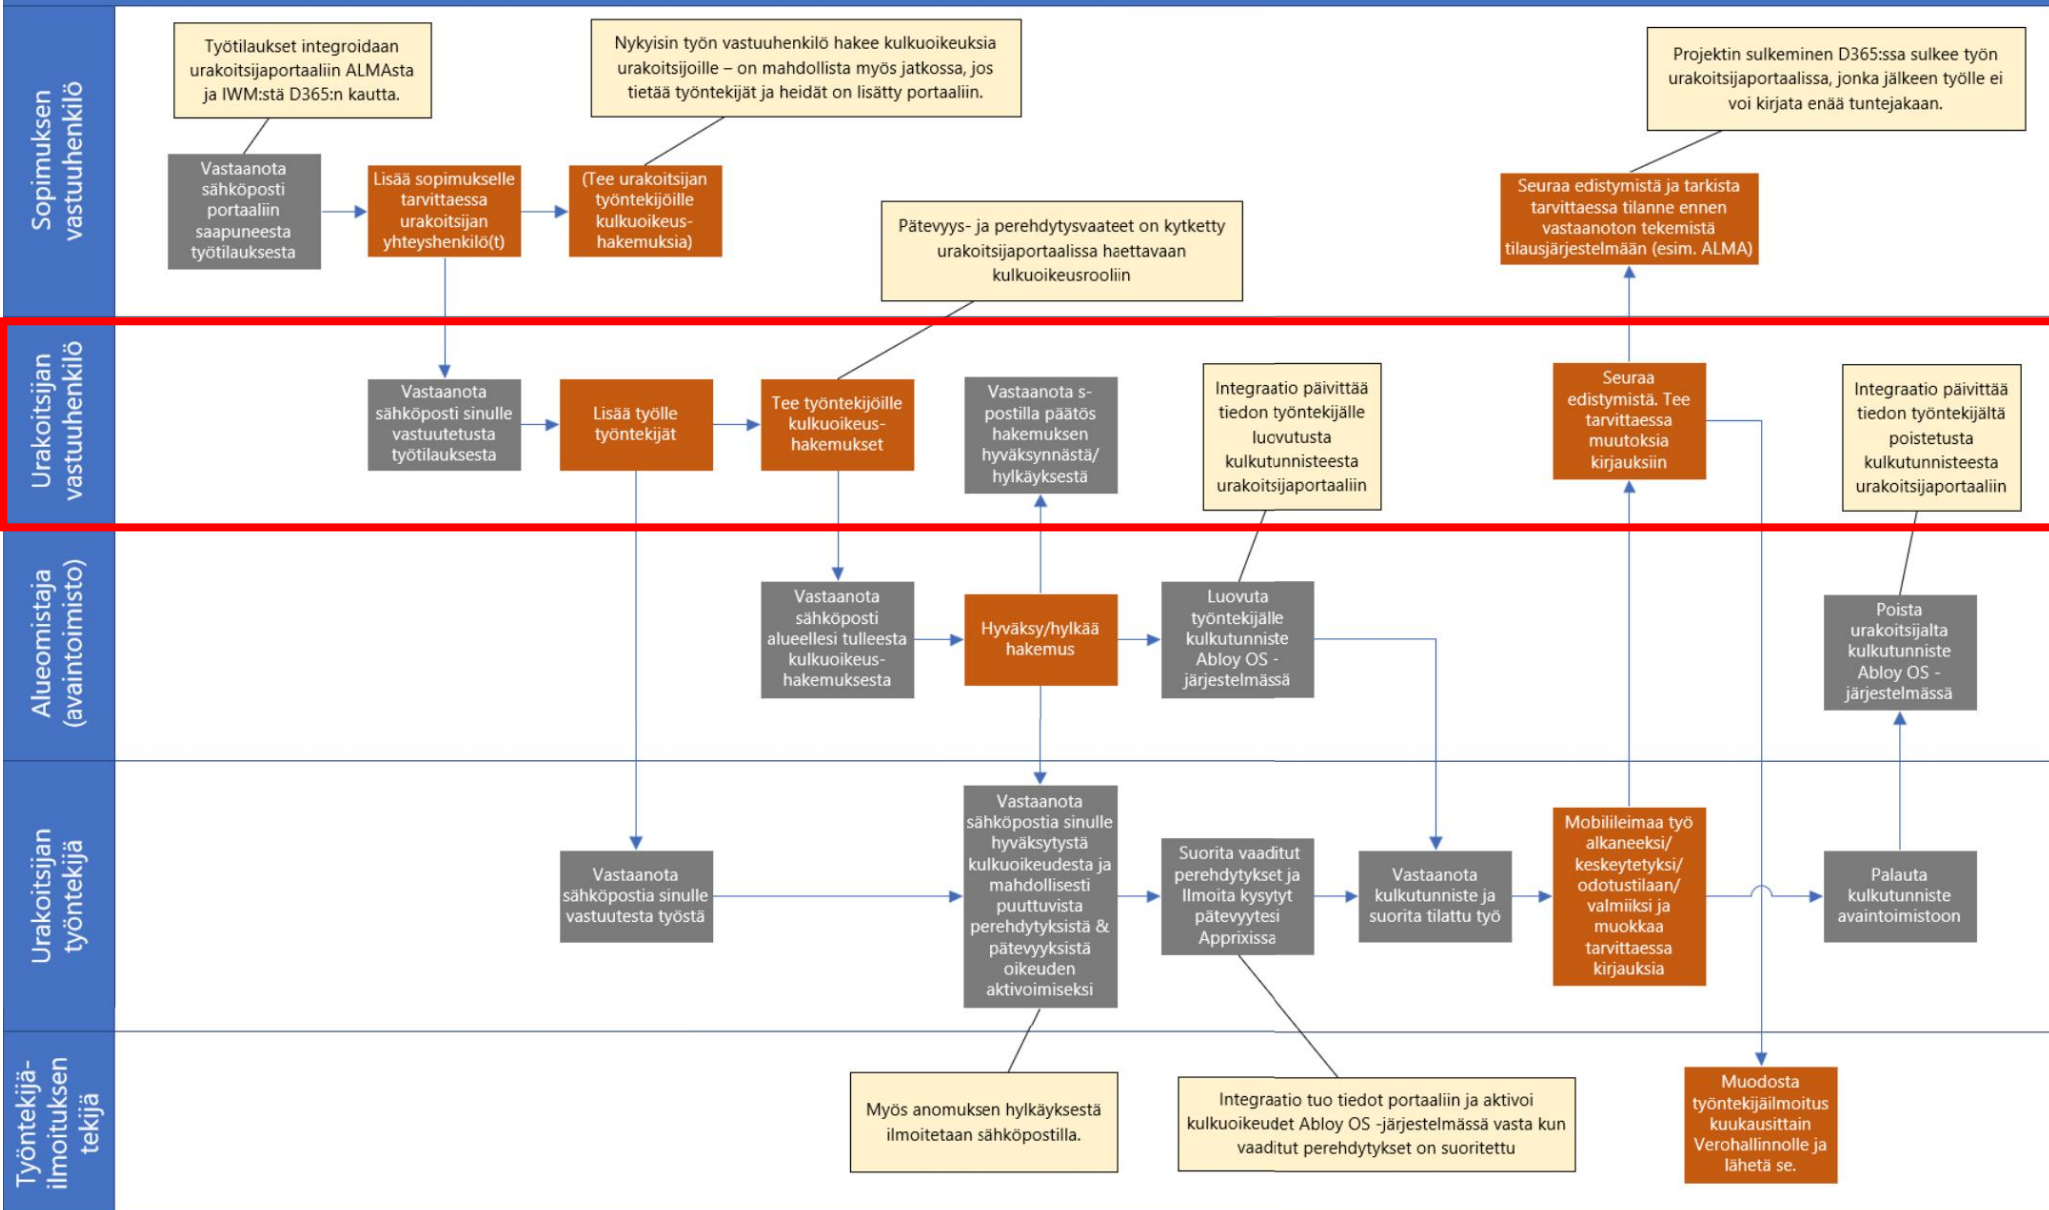 Sopimuksen
vastuuhenkilö
Työtilaukset integroidaan
urakoitsijaportaaliin ALMAsta
ja IWM:stä D365:n kautta.
Nykyisin työn vastuuhenkilö hakee kulkuoikeuksia
urakoitsijoille – on mahdollista myös jatkossa, jos
tietää työntekijät ja heidät on lisätty portaaliin.
Projektin sulkeminen D365:ssa sulkee työn
urakoitsijaportaalissa, jonka jälkeen työlle ei
voi kirjata enää tuntejakaan.
Vastaanota
sähköposti
portaaliin
saapuneesta
työtilauksesta
Lisää sopimukselle
tarvittaessa
urakoitsijan
yhteyshenkilö(t)
(Tee urakoitsijan
työntekijöille
kulkuoikeus-
hakemuksia)
Pätevyys- ja perehdytysvaateet on kytketty
urakoitsijaportaalissa haettavaan
kulkuoikeusrooliin
Seuraa edistymistä ja tarkista
tarvittaessa tilanne ennen
vastaanoton tekemistä
tilausjärjestelmään (esim. ALMA)
Urakoitsijan
vastuuhenkilö
Vastaanota
sähköposti sinulle
vastuutetusta
työtilauksesta
Lisää työlle
työntekijät
Tee työntekijöille
kulkuoikeus-
hakemukset
Vastaanota s-
postilla päätös
hakemuksen
hyväksynnästä/
hylkäyksestä
Integraatio päivittää
tiedon työntekijälle
luovutusta
kulkutunnisteesta
urakoitsijaportaaliin
Seuraa
edistymistä. Tee
tarvittaessa
muutoksia
kirjauksiin
Integraatio päivittää
tiedon työntekijältä
poistetusta
kulkutunnisteesta
urakoitsijaportaaliin
Alueomistaja
(avaintoimisto)
Vastaanota
sähköposti
alueellesi tulleesta
kulkuoikeus-
hakemuksesta
Hyväksy/hylkää
hakemus
Luovuta
työntekijälle
kulkutunniste
Abloy OS -
järjestelmässä
Poista
urakoitsijalta
kulkutunniste
Abloy OS -
järjestelmässä
Urakoitsijan
työntekijä
Vastaanota
sähköpostia sinulle
vastuutesta työstä
Vastaanota
sähköpostia sinulle
hyväksytystä
kulkuoikeudesta ja
mahdollisesti
puuttuvista
perehdytyksistä &
pätevyyksistä
oikeuden
aktivoimiseksi
Suorita vaaditut
perehdytykset ja
Ilmoita kysytyt
pätevyytesi
Apprixissa
Vastaanota
kulkutunniste ja
suorita tilattu työ
Mobilileimaa työ
alkaneeksi/
keskeytetyksi/
odotustilaan/
valmiiksi ja
muokkaa
tarvittaessa
kirjauksia
Palauta
kulkutunniste
avaintoimistoon
Työntekijä-
ilmoituksen
tekijä
Myös anomuksen hylkäyksestä
ilmoitetaan sähköpostilla.
Integraatio tuo tiedot portaaliin ja aktivoi
kulkuoikeudet Abloy OS -järjestelmässä vasta kun
vaaditut perehdytykset on suoritettu
Muodosta
työntekijäilmoitus
kuukausittain
Verohallinnolle ja
lähetä se.